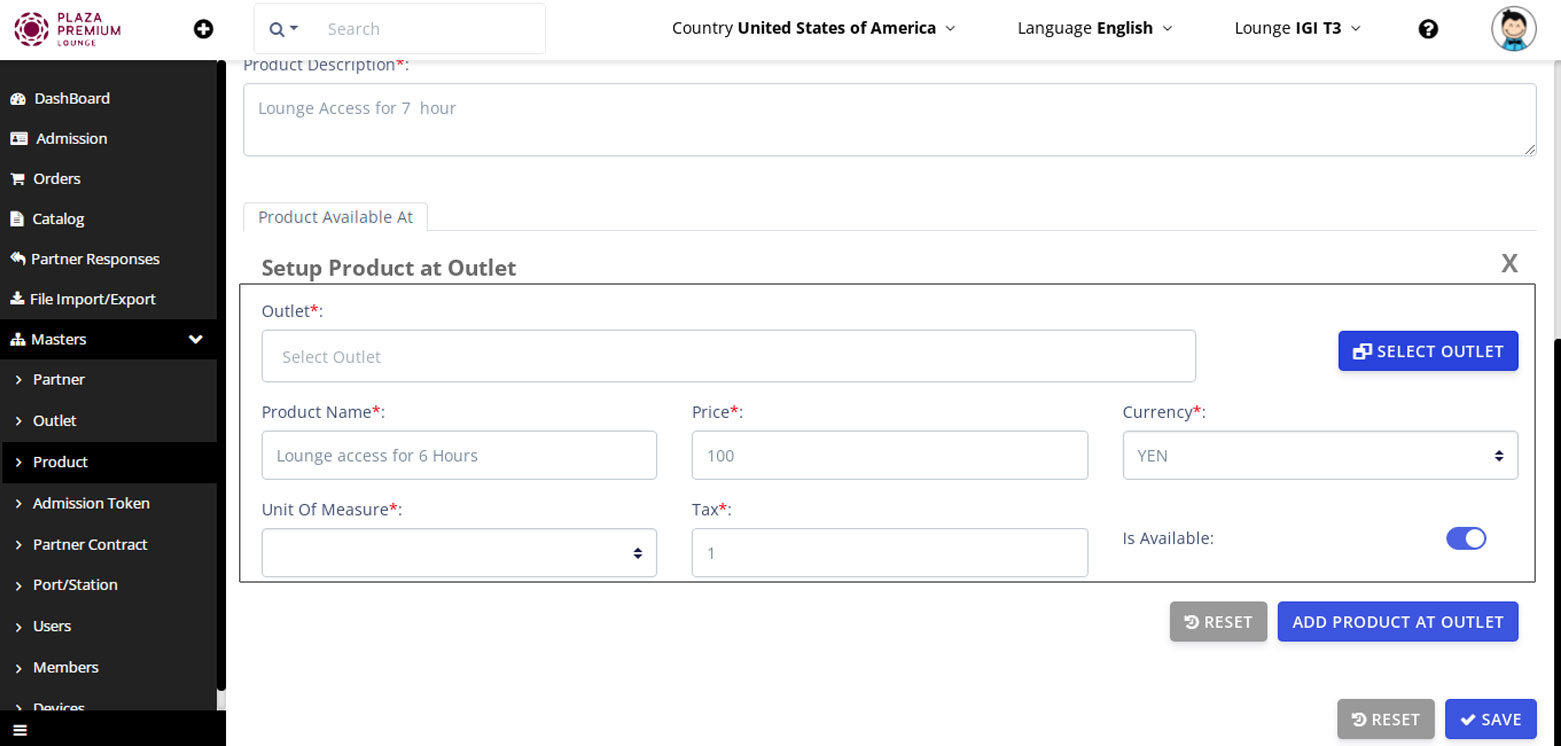 PLAZA
PREMIUM
LOUNGE
Search
Country United States of America
Language English
Lounge IGI T3
DashBoard
Admission
Orders
Catalog
Partner Responses
File Import/Export
Masters
Partner
Outlet
Product
Admission Token
Partner Contract
Port/Station
Users
Members
Devices
Product Description*:
Lounge Access for 7  hour
Product Available At
Setup Product at Outlet
X
Outlet*:
Select Outlet
SELECT OUTLET
Product Name*:
Price*:
Currency*:
Lounge access for 6 Hours
100
YEN
Unit Of Measure*:
Tax*:
Is Available:
1
RESET
ADD PRODUCT AT OUTLET
RESET
SAVE